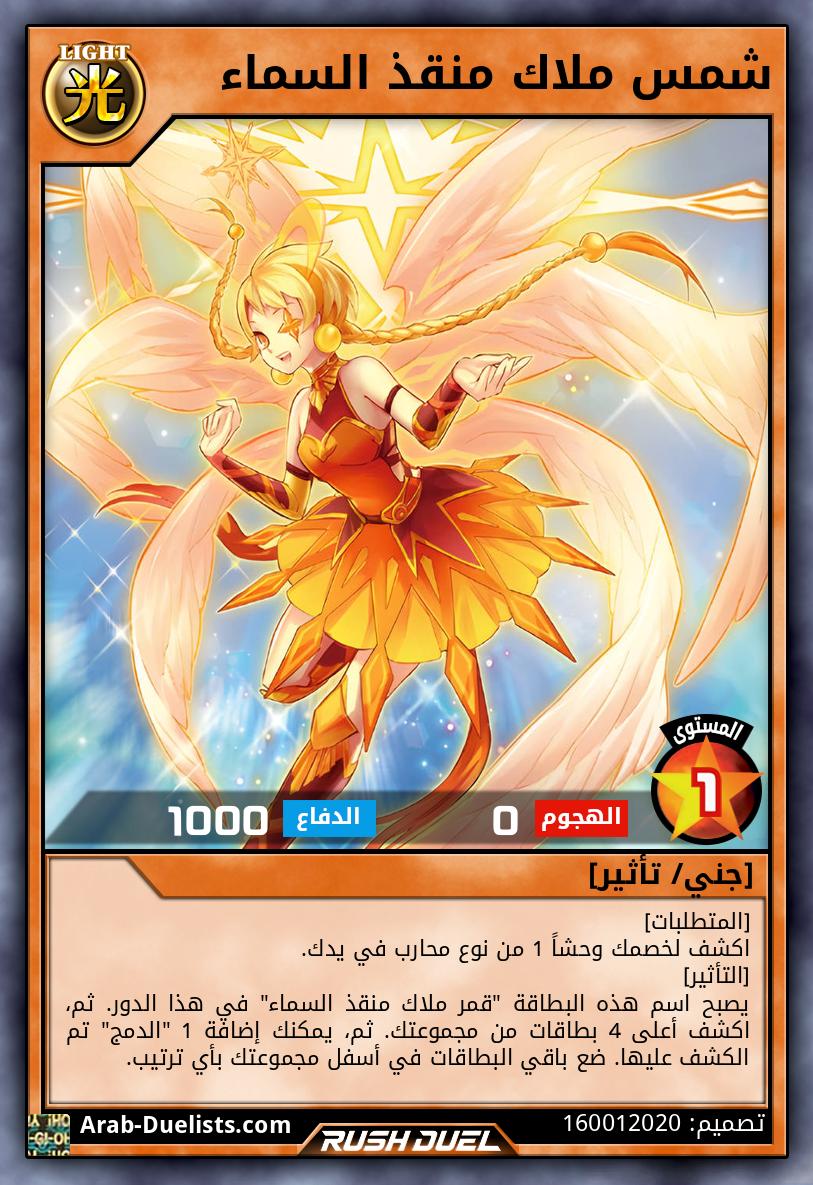 LIGHT
光
شمس ملاك منقذ السماء
المستوى
1
الهجوم 0 الدفاع 1000
[جني/ تأثير]
[المتطلبات]
اكشف لخصمك وحشاً 1 من نوع محارب في يدك.
[التأثير]
يصبح اسم هذه البطاقة "قمر ملاك منقذ السماء" في هذا الدور. ثم،
اكشف أعلى 4 بطاقات من مجموعتك. ثم، يمكنك إضافة 1 "الدمج" تم
الكشف عليها. ضع باقي البطاقات في أسفل مجموعتك بأي ترتيب.
تصميم: 160012020
RUSH DUEL
Arab-Duelists.com